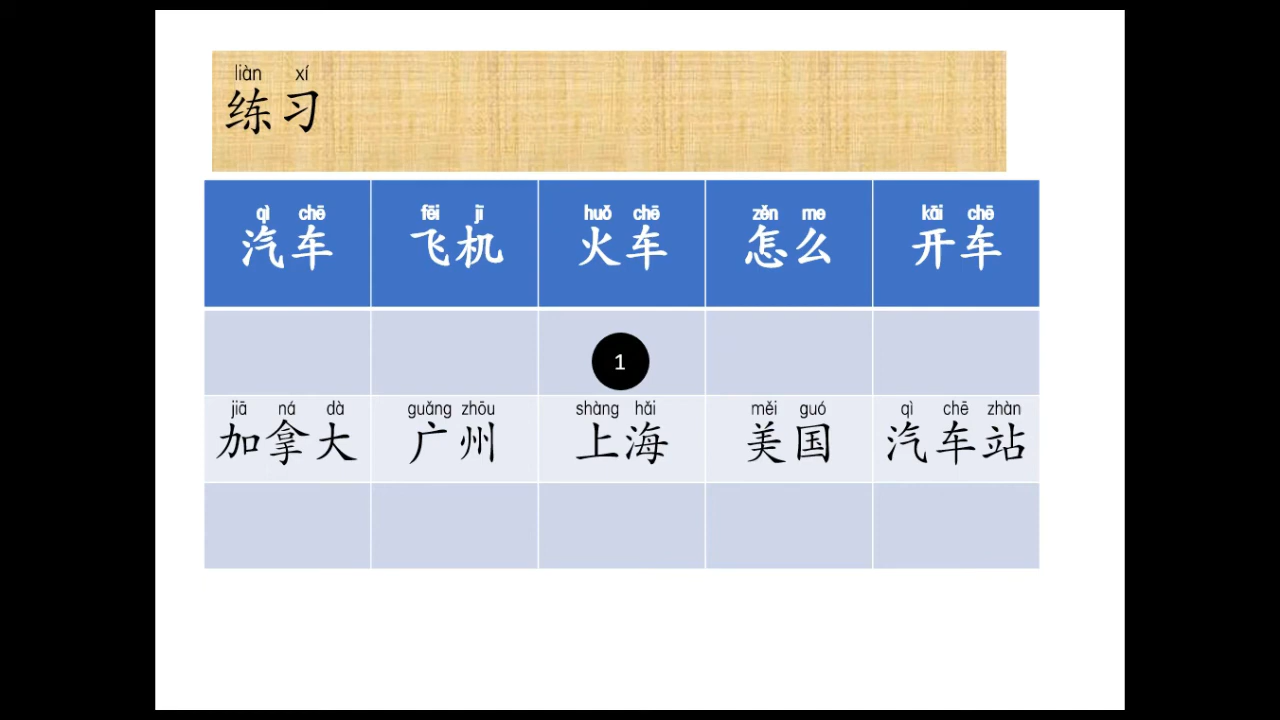 liàn xí
练习
qì chē fēi jī huǒ chē zěn me kāi chē
汽车 飞机 火车 怎么 开车
1
jiā ná dà guǎng zhōu shàng hǎi měi guó qì chē zhàn
加拿大 广州 上海 美国 汽车站